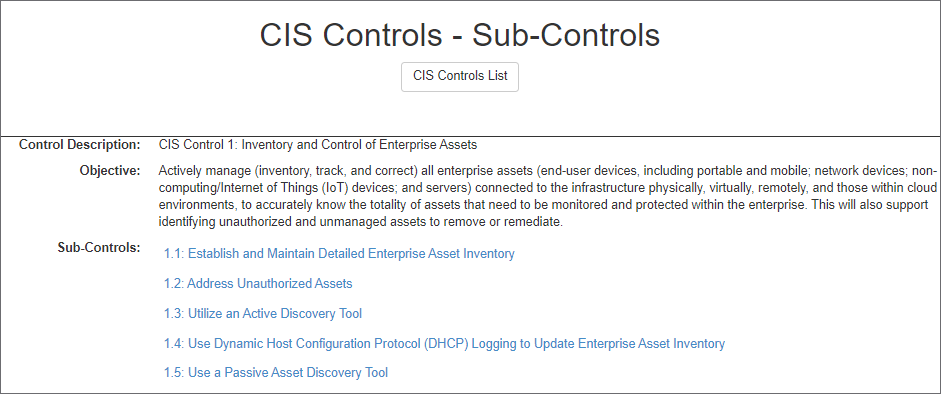 CIS Controls - Sub-Controls
CIS Controls List
Control Description: CIS Control 1: Inventory and Control of Enterprise Assets
Objective: Actively manage (inventory, track, and correct) all enterprise assets (end-user devices, including portable and mobile; network devices; non-
computing/Internet of Things (IoT) devices; and servers) connected to the infrastructure physically, virtually, remotely, and those within cloud
environments, to accurately know the totality of assets that need to be monitored and protected within the enterprise. This will also support
identifying unauthorized and unmanaged assets to remove or remediate.
Sub-Controls: 1.1: Establish and Maintain Detailed Enterprise Asset Inventory
1.2: Address Unauthorized Assets
1.3: Utilize an Active Discovery Tool
1.4: Use Dynamic Host Configuration Protocol (DHCP) Logging to Update Enterprise Asset Inventory
1.5: Use a Passive Asset Discovery Tool